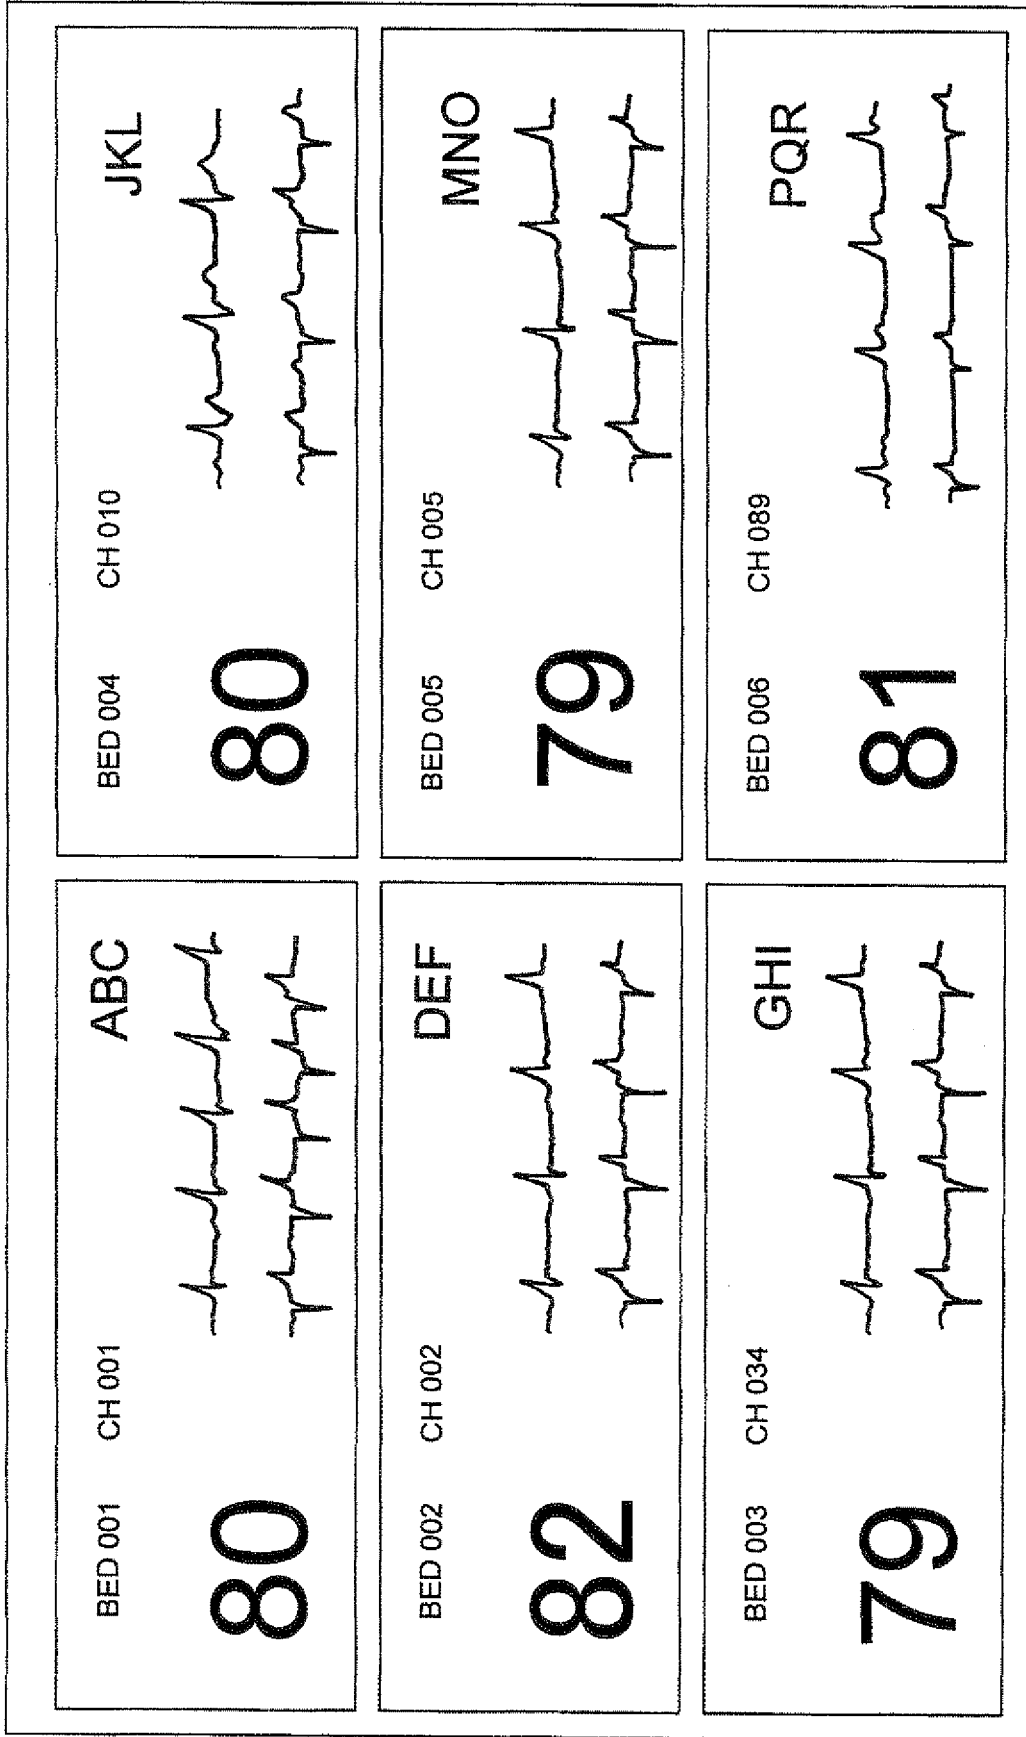 BED 001 CH 001 ABC
80
BED 002 CH 002 DEF
82
BED 003 CH 034 GHI
79
BED 004 CH 010 JKL
80
BED 005 CH 005 MNO
79
BED 006 CH 089 PQR
81